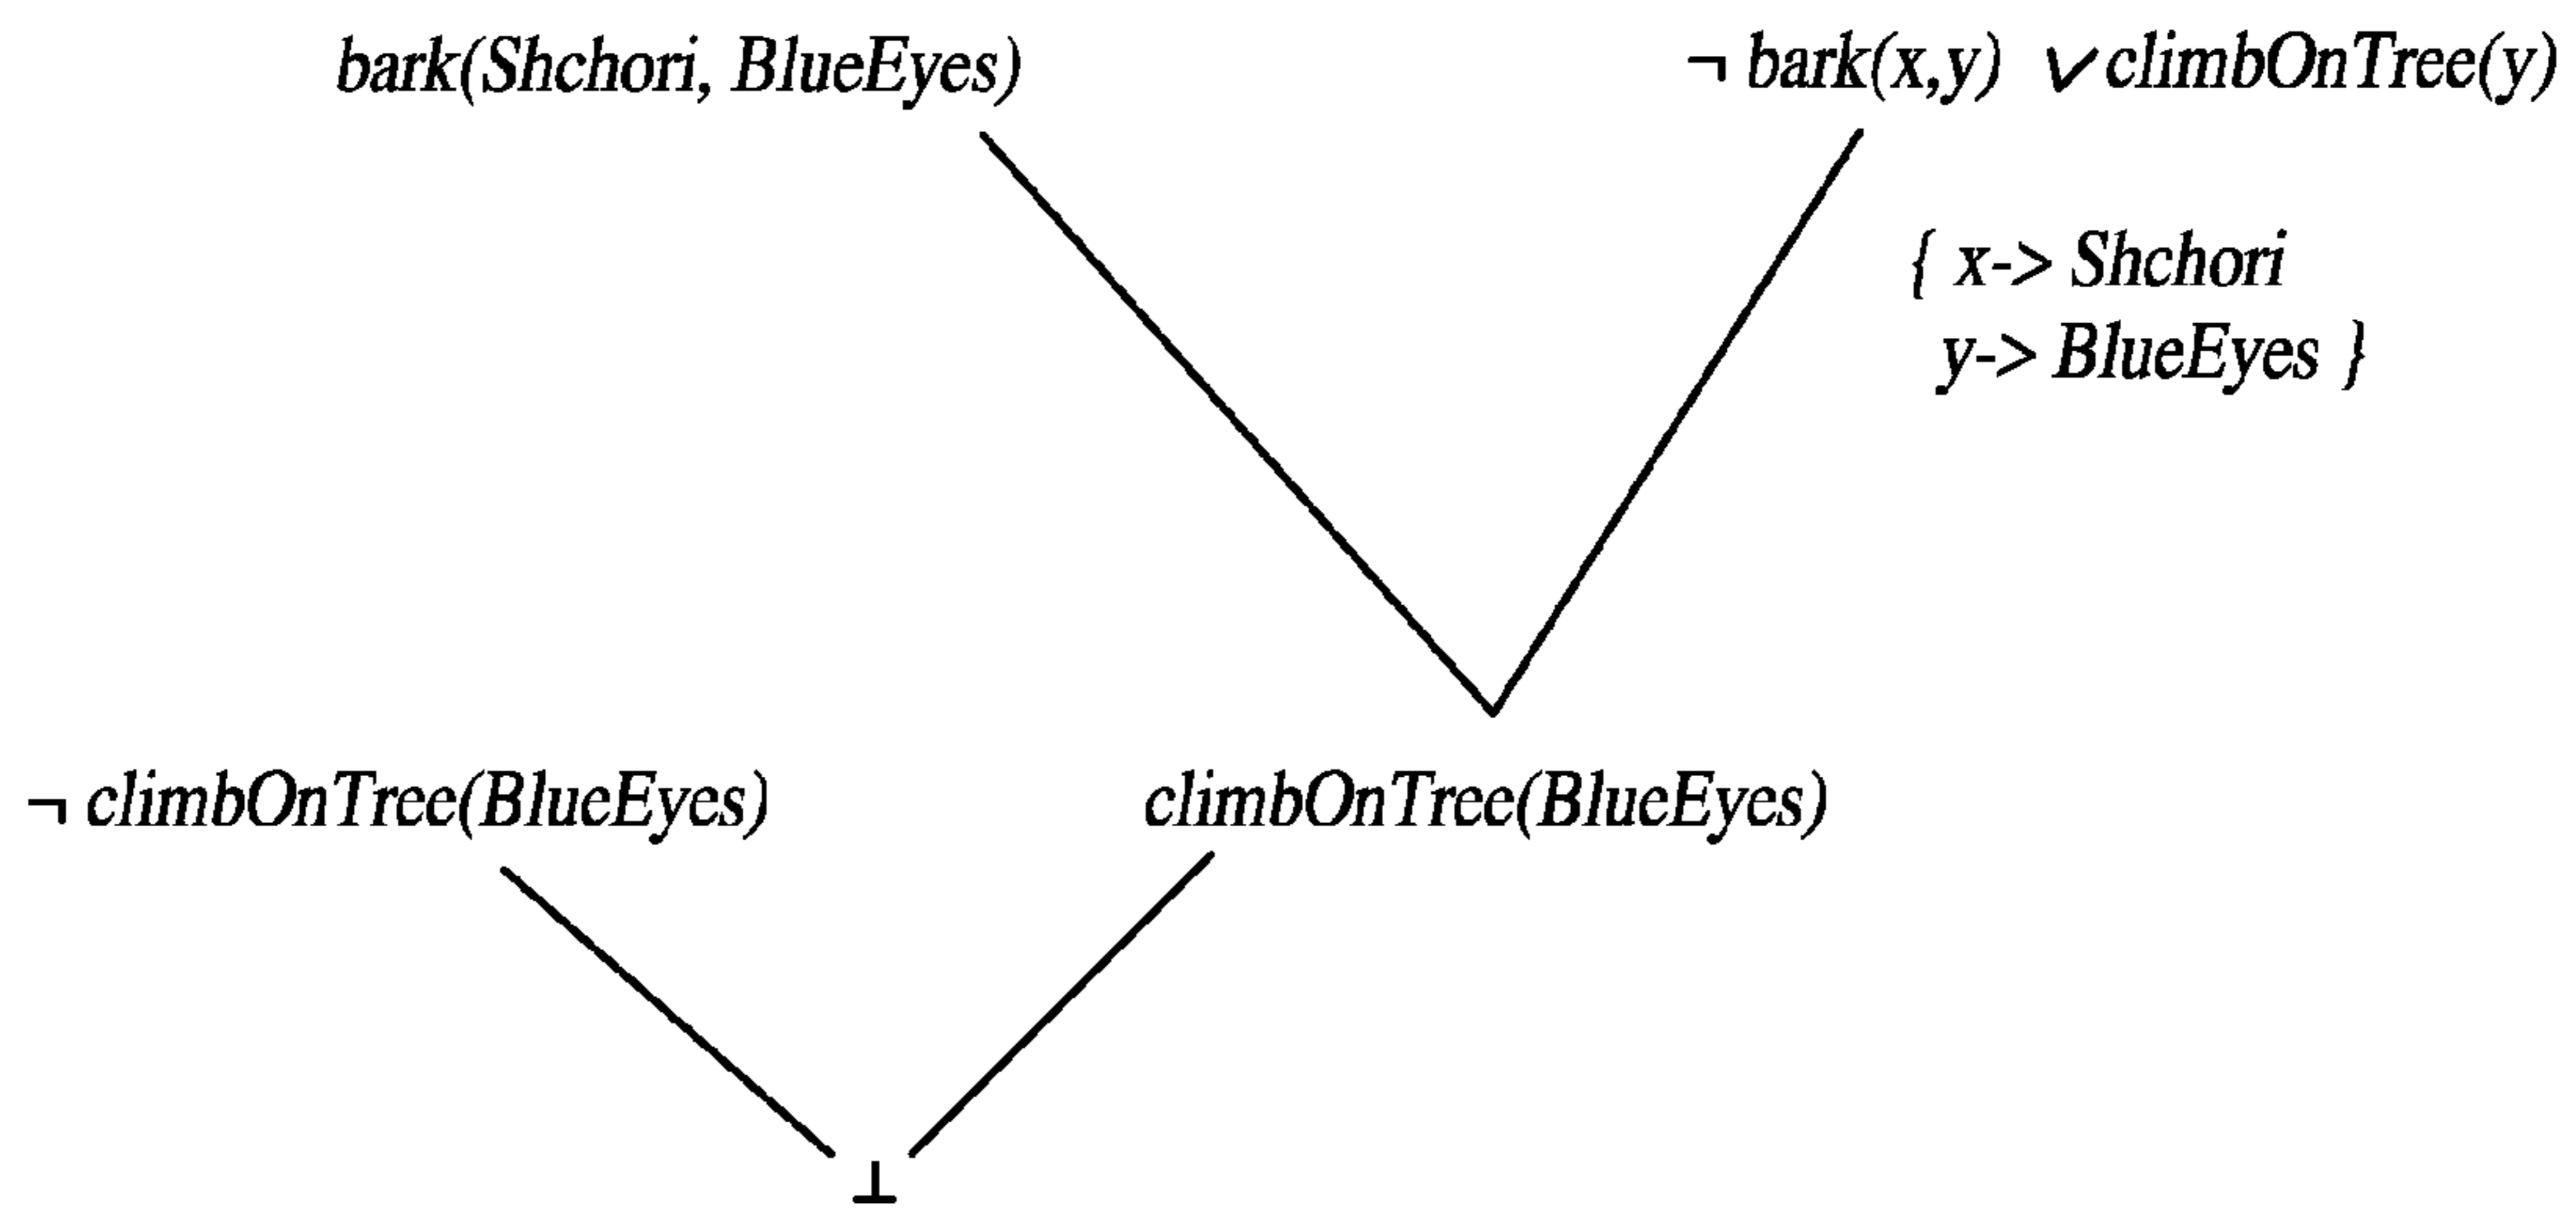 bark(Shchori, BlueEyes)
¬ bark(x,y) ∨ climbOnTree(y)
{ x-> Shchori
y-> BlueEyes }
¬ climbOnTree(BlueEyes)
climbOnTree(BlueEyes)
⊥